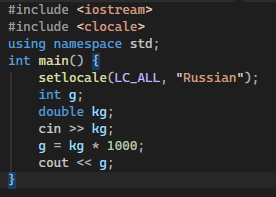 #include <iostream>
#include <clocale>
using namespace std;
int main() {
    setlocale(LC_ALL, "Russian");
    int g;
    double kg;
    cin >> kg;
    g = kg * 1000;
    cout << g;
}